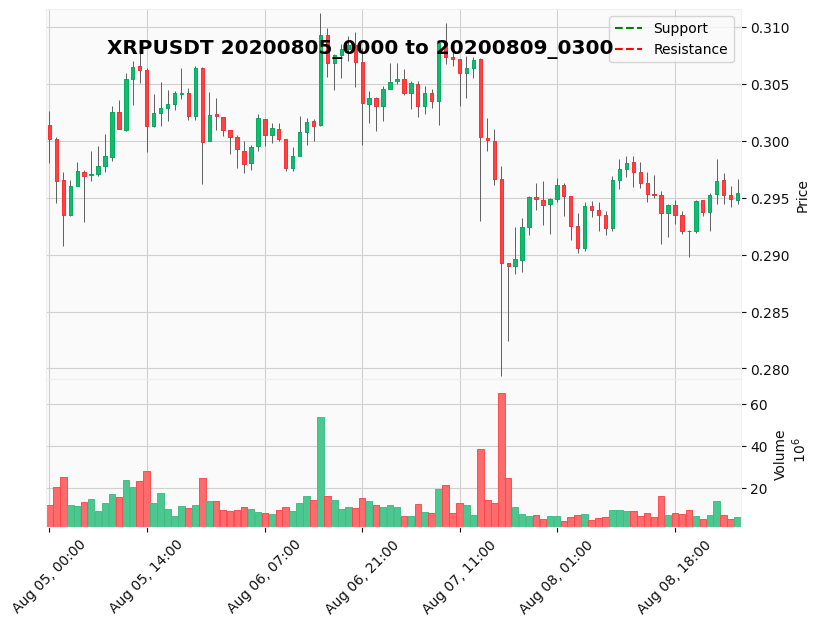 XRPUSDT 20200805_0000 to 20200809_0300
Support
Resistance
0.310
0.305
0.300
0.295
0.290
0.285
0.280
Price
60
40
20
Volume
10^6
Aug 05, 00:00
Aug 05, 14:00
Aug 06, 07:00
Aug 06, 21:00
Aug 07, 11:00
Aug 08, 01:00
Aug 08, 18:00